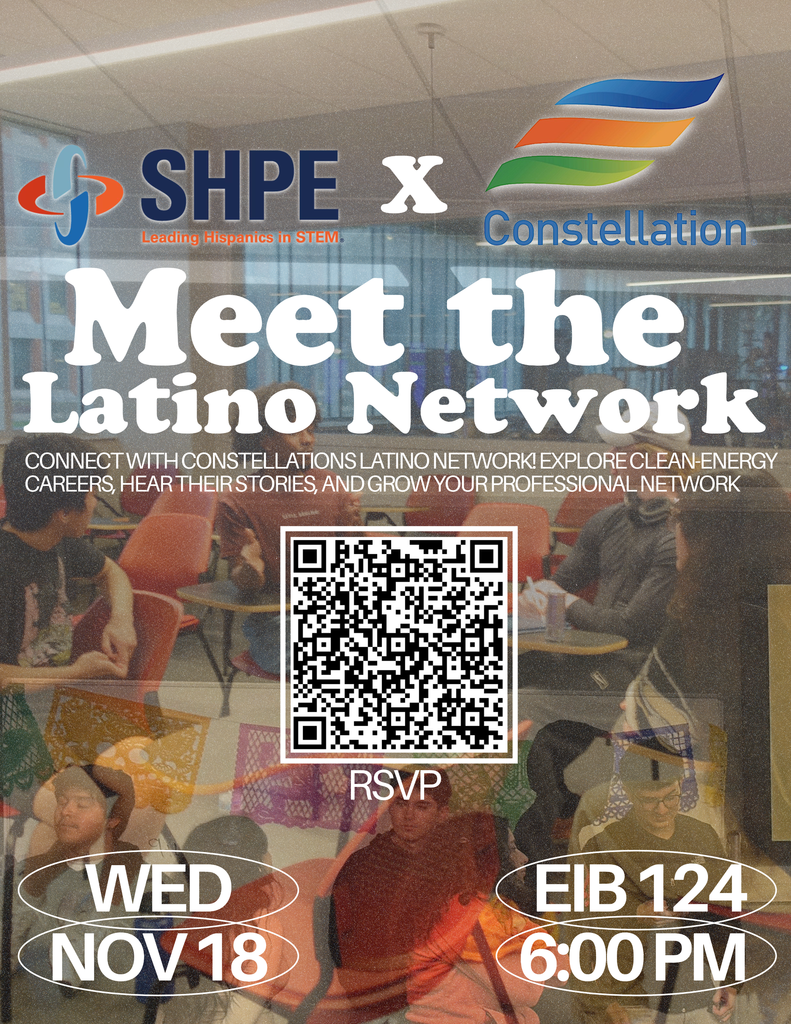 SHPE
Leading Hispanics in STEM.
x
Constellation
Meet the
Latino Network
CONNECT WITH CONSTELLATIONS LATINO NETWORK! EXPLORE CLEAN-ENERGY
CAREERS, HEAR THEIR STORIES, AND GROW YOUR PROFESSIONAL NETWORK
RSVP
WED
NOV 18
EIB 124
6:00 PM